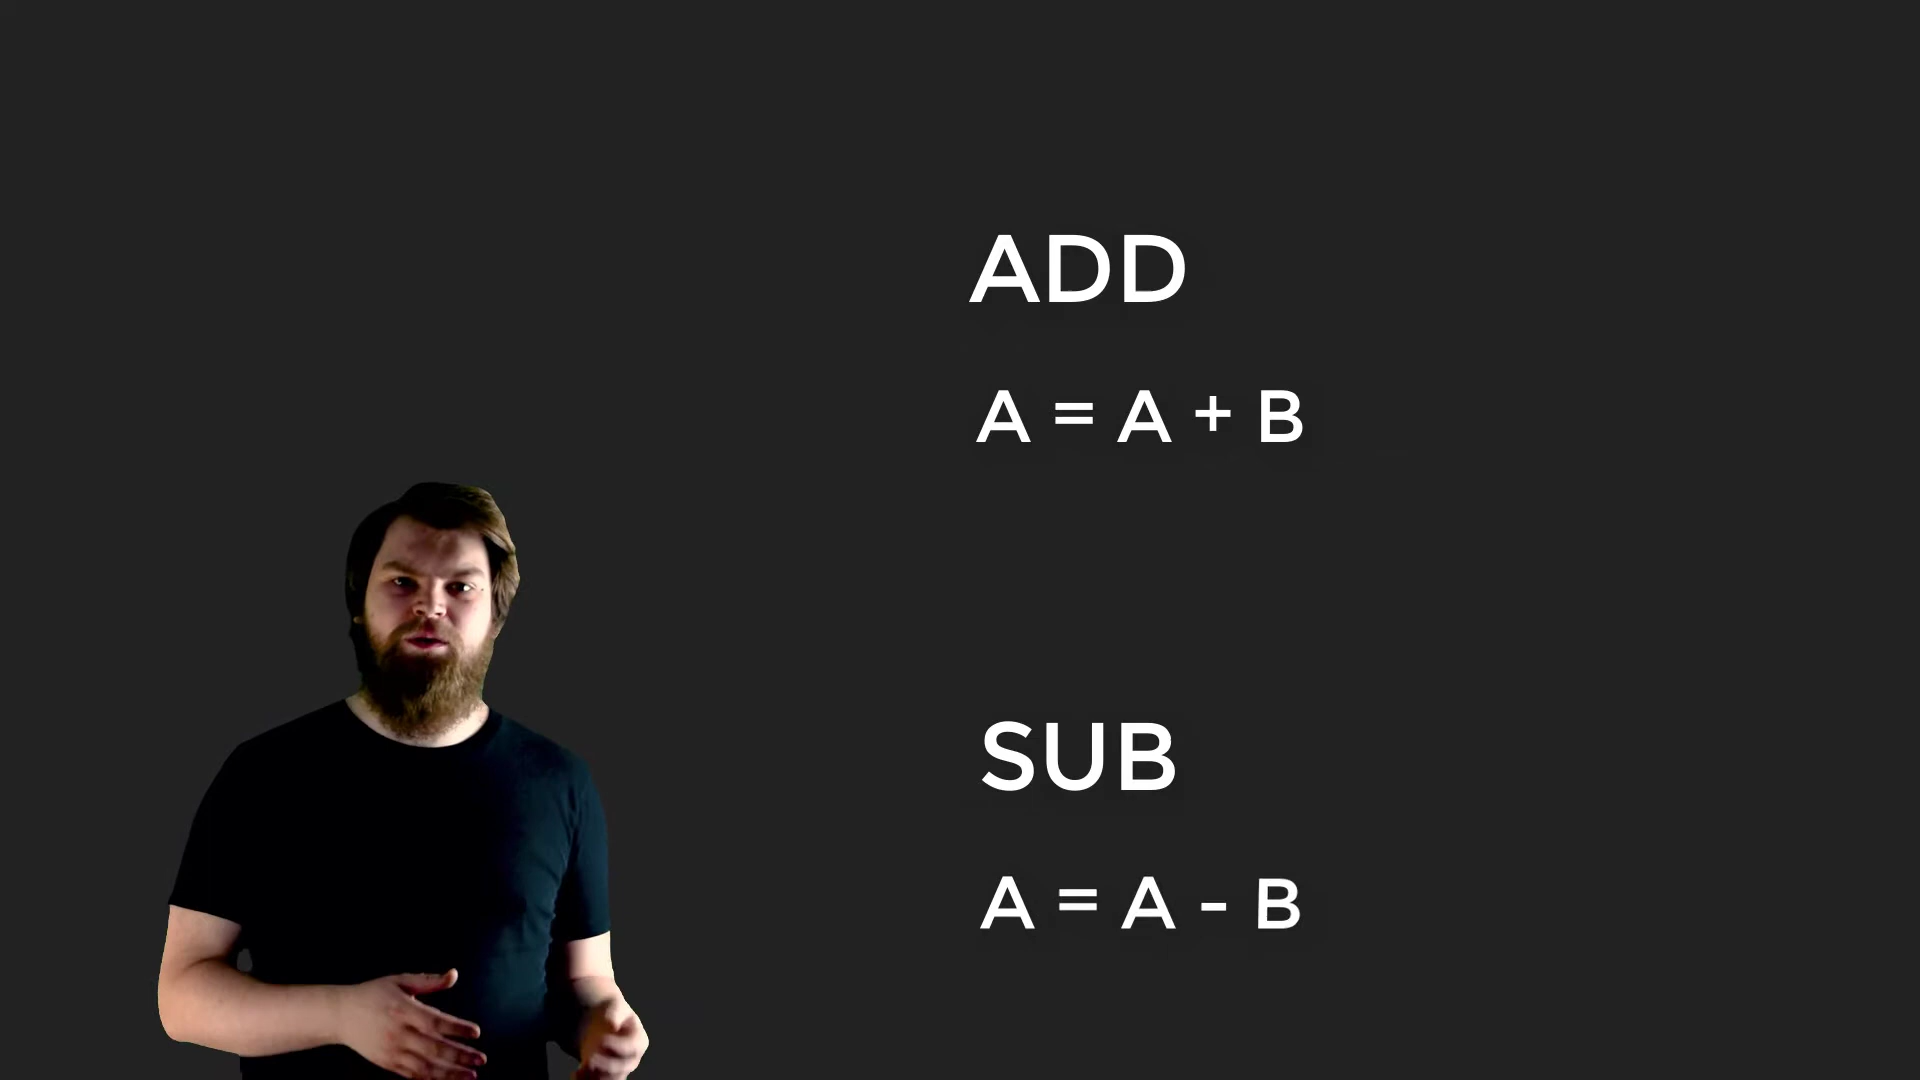 ADD
A = A + B
SUB
A = A - B